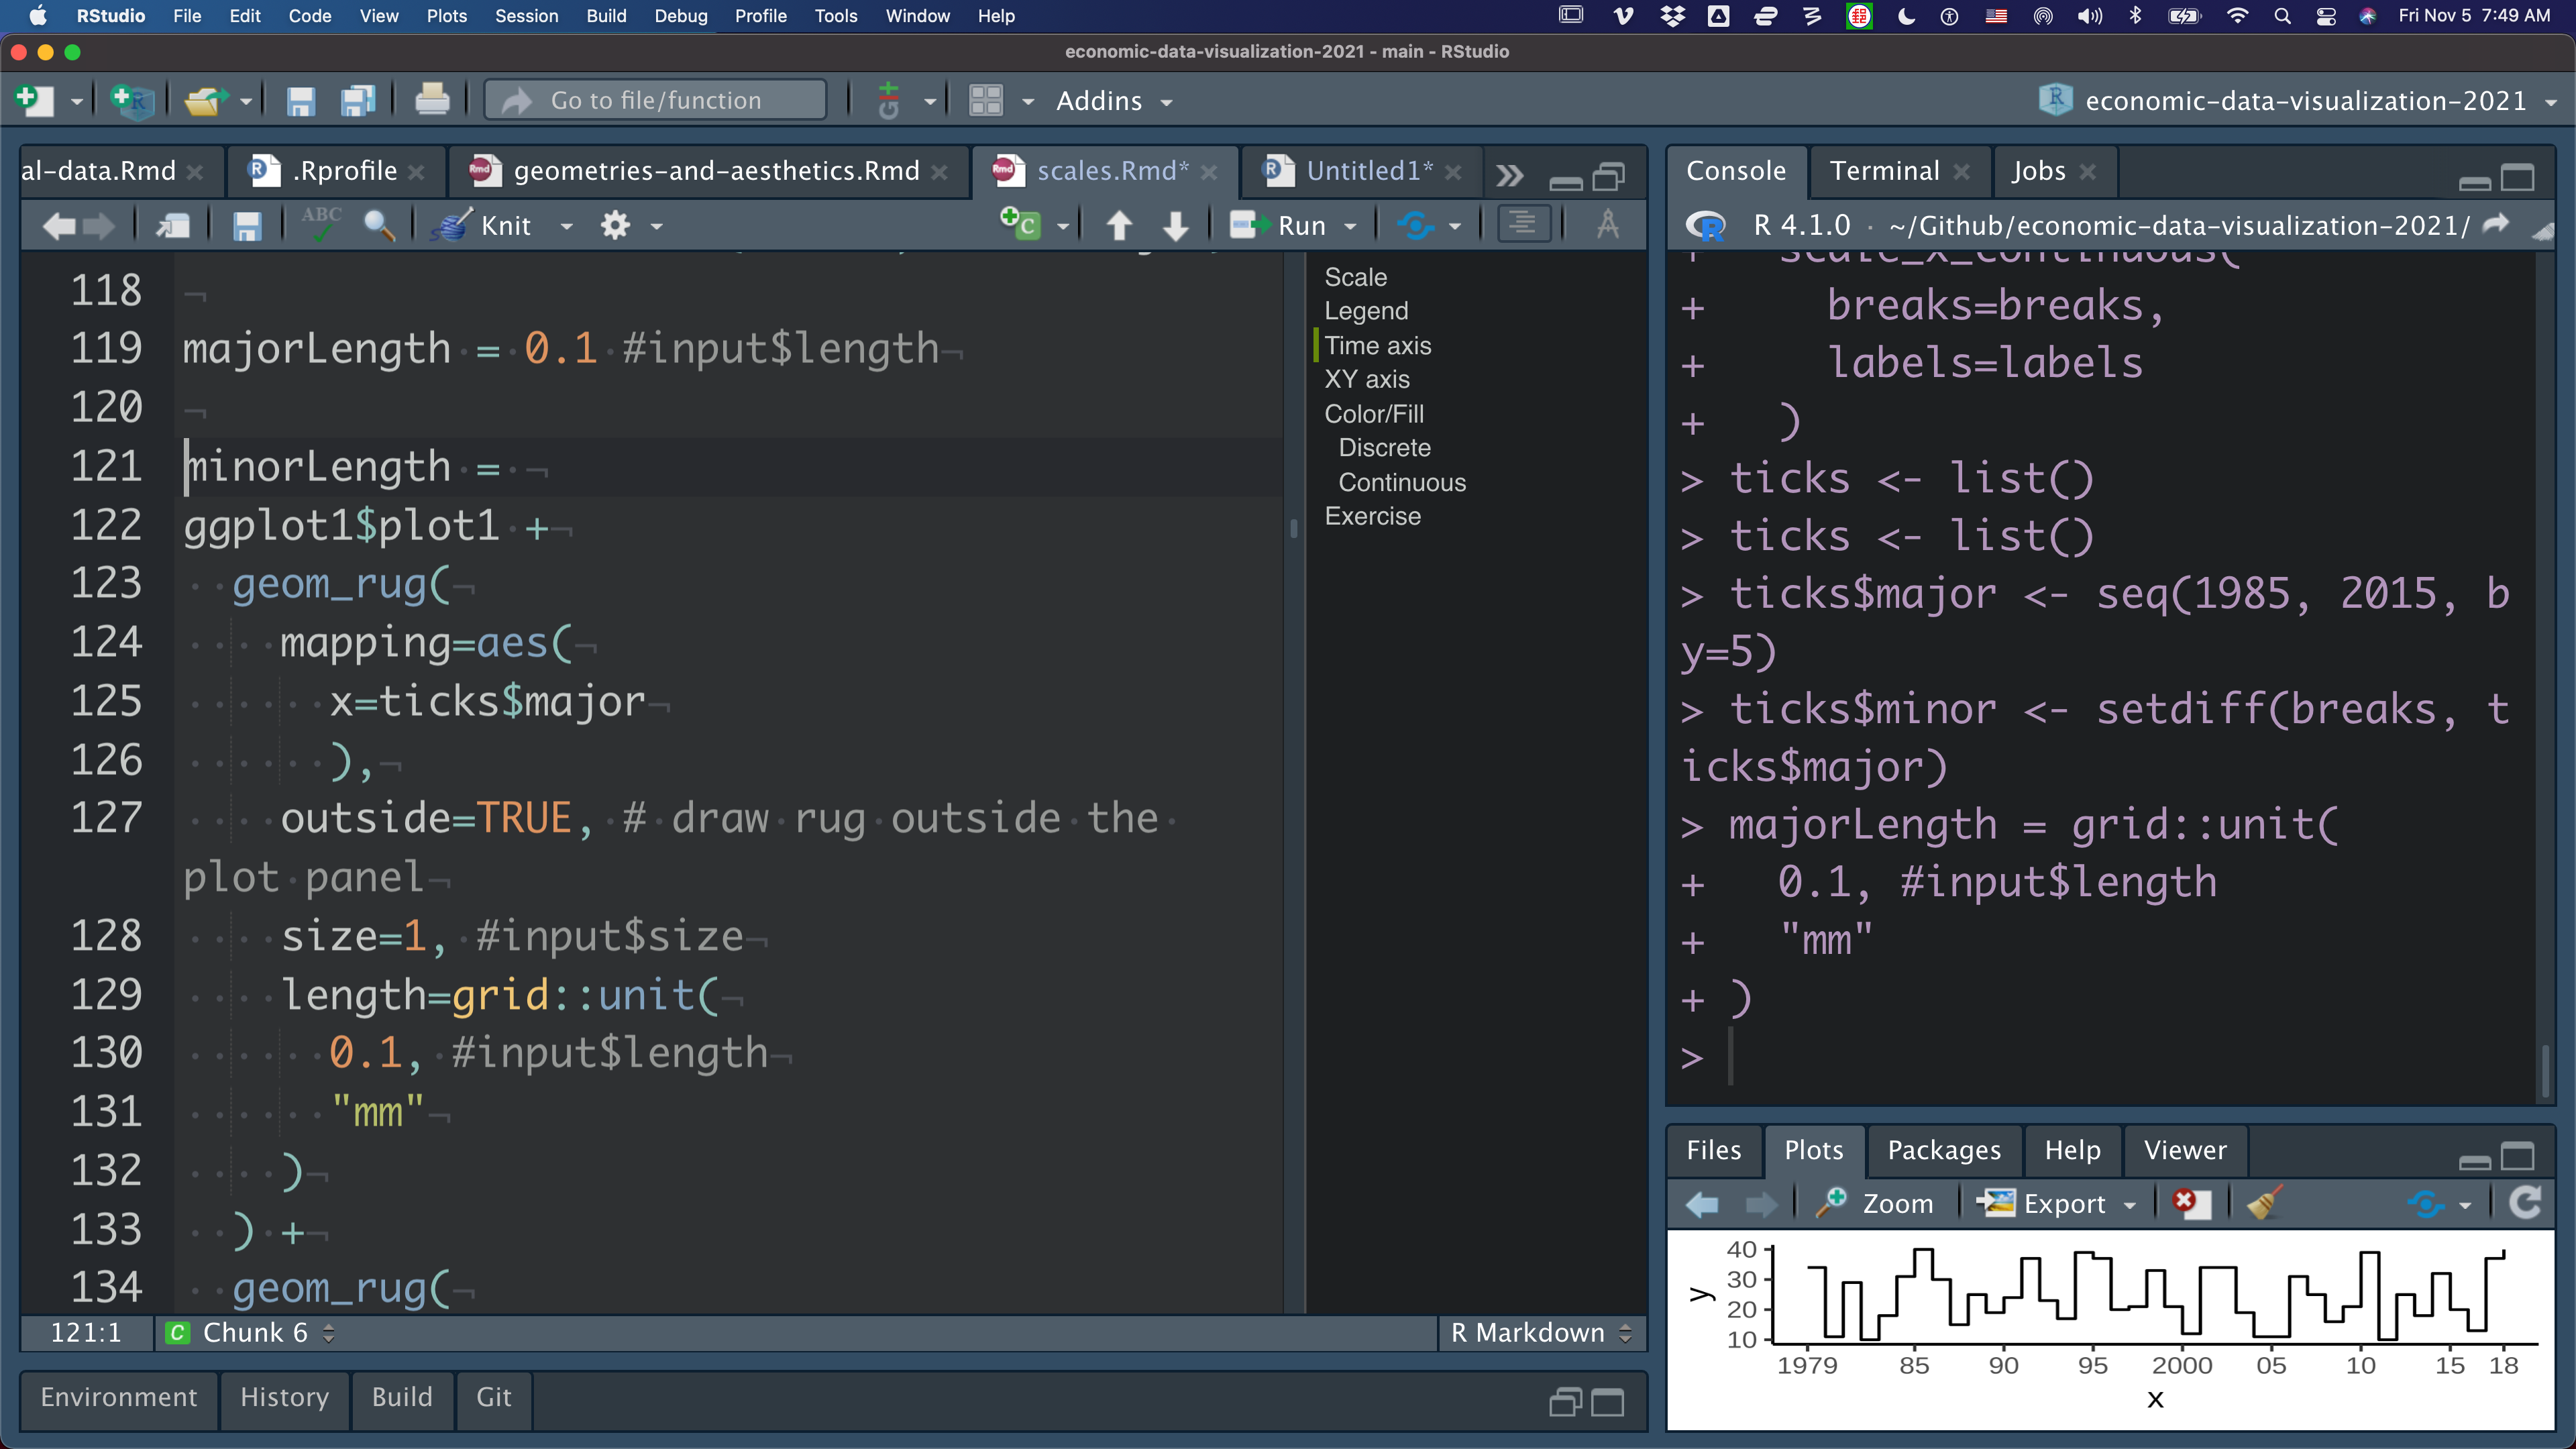 RStudio File Edit Code View Plots Session Build Debug Profile Tools Window Help Fri Nov 5 7:49 AM
economic-data-visualization-2021 - main - RStudio
Go to file/function Addins economic-data-visualization-2021
al-data.Rmd .Rprofile geometries-and-aesthetics.Rmd scales.Rmd* Untitled1*
ABC Knit Run
118
119 majorLength = 0.1 #input$length
120
121 minorLength =
122 ggplot1$plot1 +
123 geom_rug(
124 mapping=aes(
125 x=ticks$major
126 ),
127 outside=TRUE, # draw rug outside the
plot panel
128 size=1, #input$size
129 length=grid::unit(
130 0.1, #input$length
131 "mm"
132 )
133 ) +
134 geom_rug(
121:1 Chunk 6 R Markdown
Scale
Legend
Time axis
XY axis
Color/Fill
Discrete
Continuous
Exercise
Environment History Build Git
Console Terminal Jobs
R 4.1.0 · ~/Github/economic-data-visualization-2021/
+ scale_x_continuous(
+ breaks=breaks,
+ labels=labels
+ )
> ticks <- list()
> ticks <- list()
> ticks$major <- seq(1985, 2015, b
y=5)
> ticks$minor <- setdiff(breaks, t
icks$major)
> majorLength = grid::unit(
+ 0.1, #input$length
+ "mm"
+ )
>
Files Plots Packages Help Viewer
Zoom Export
40
30
20
10
y
1979 85 90 95 2000 05 10 15 18
x